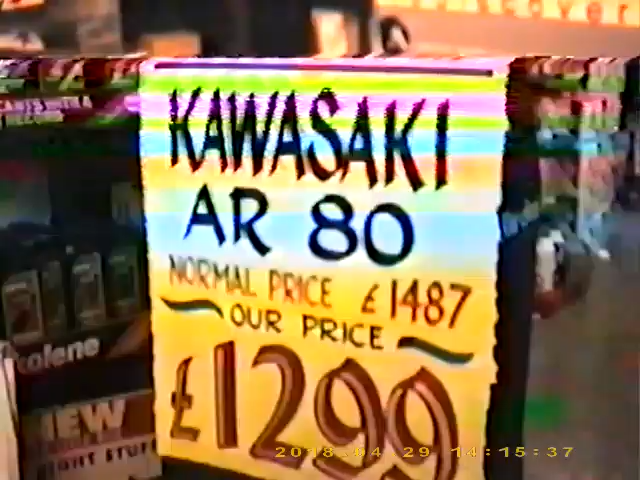 KAWASAKI
AR 80
NORMAL PRICE £1487
OUR PRICE
£1299
NEW
2018.04.29 14:15:37